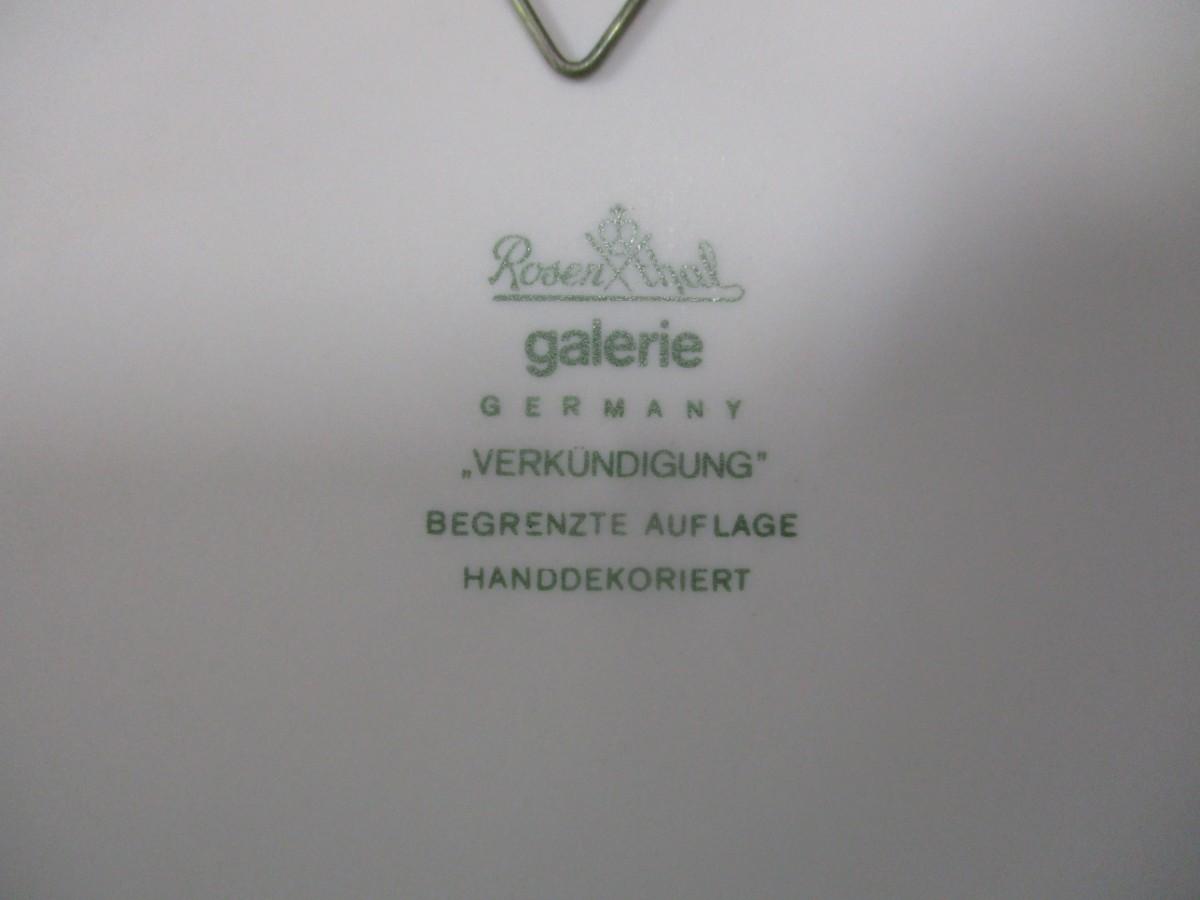 Rosenthal
galerie
GERMANY
„VERKÜNDIGUNG”
BEGRENZTE AUFLAGE
HANDDEKORIERT